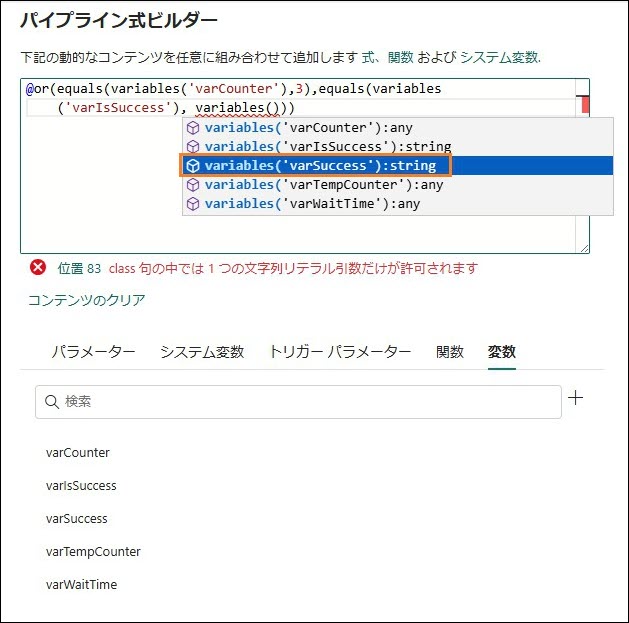 パイプライン式ビルダー
下記の動的なコンテンツを任意に組み合わせて追加します 式、関数 および システム変数.
@or(equals(variables('varCounter'),3),equals(variables
('varIsSuccess'), variables()))
variables('varCounter'):any
variables('varIsSuccess'):string
variables('varSuccess'):string
variables('varTempCounter'):any
variables('varWaitTime'):any
位置 83 class 句の中では 1 つの文字列リテラル引数だけが許可されます
コンテンツのクリア
パラメーター システム変数 トリガー パラメーター 関数 変数
検索
varCounter
varIsSuccess
varSuccess
varTempCounter
varWaitTime